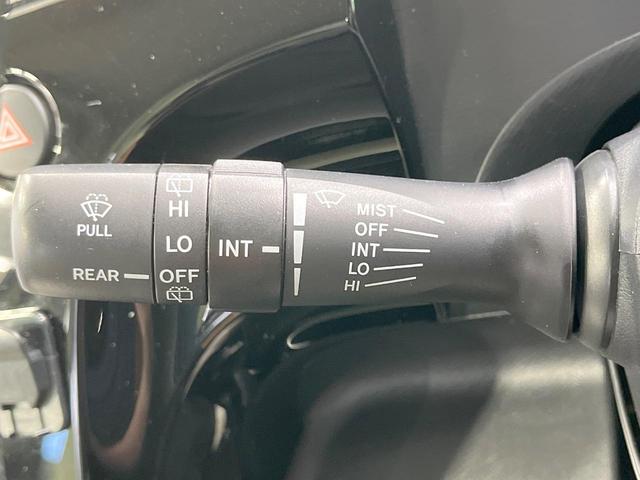 PULL
REAR
HI
LO
OFF
INT
MIST
OFF
INT
LO
HI